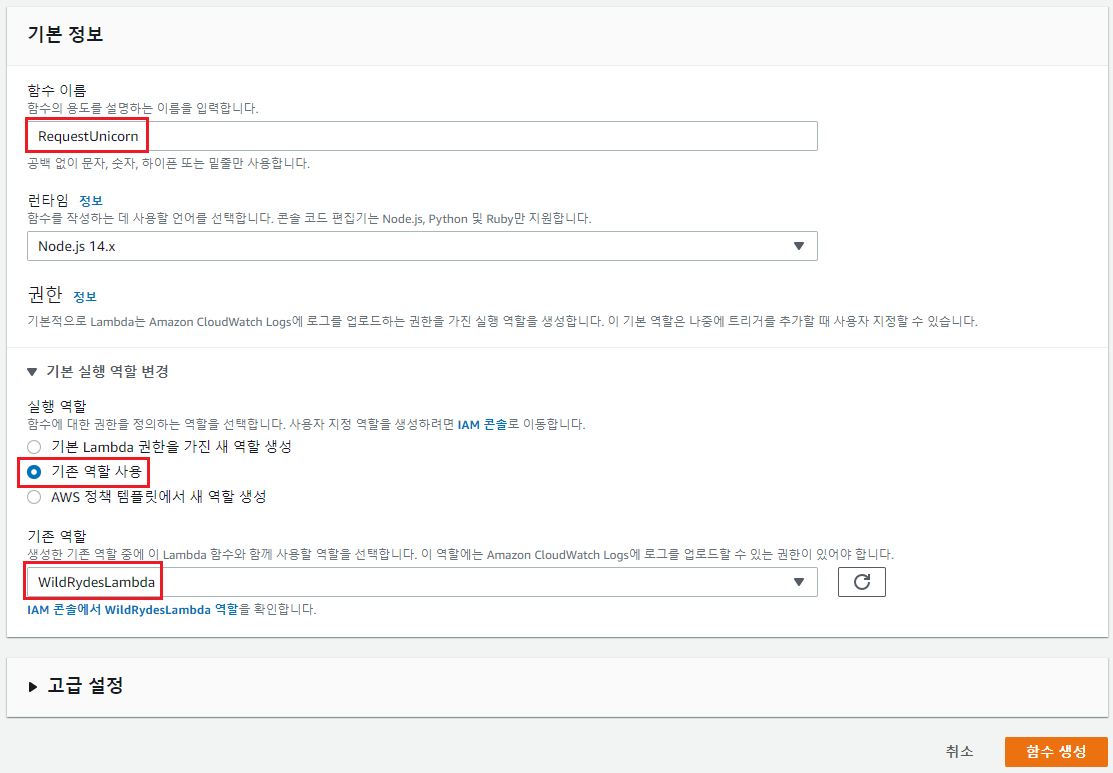 기본 정보
함수 이름
함수의 용도를 설명하는 이름을 입력합니다.
RequestUnicorn
공백 없이 문자, 숫자, 하이픈 또는 밑줄만 사용합니다.
런타임 정보
함수를 작성하는 데 사용할 언어를 선택합니다. 콘솔 코드 편집기는 Node.js, Python 및 Ruby만 지원합니다.
Node.js 14.x
권한 정보
기본적으로 Lambda는 Amazon CloudWatch Logs에 로그를 업로드하는 권한을 가진 실행 역할을 생성합니다. 이 기본 역할은 나중에 트리거를 추가할 때 사용자 지정할 수 있습니다.
기본 실행 역할 변경
실행 역할
함수에 대한 권한을 정의하는 역할을 선택합니다. 사용자 지정 역할을 생성하려면 IAM 콘솔로 이동합니다.
기본 Lambda 권한을 가진 새 역할 생성
기존 역할 사용
AWS 정책 템플릿에서 새 역할 생성
기존 역할
생성한 기존 역할 중에 이 Lambda 함수와 함께 사용할 역할을 선택합니다. 이 역할에는 Amazon CloudWatch Logs에 로그를 업로드할 수 있는 권한이 있어야 합니다.
WildRydesLambda
IAM 콘솔에서 WildRydesLambda 역할을 확인합니다.
고급 설정
취소 함수 생성